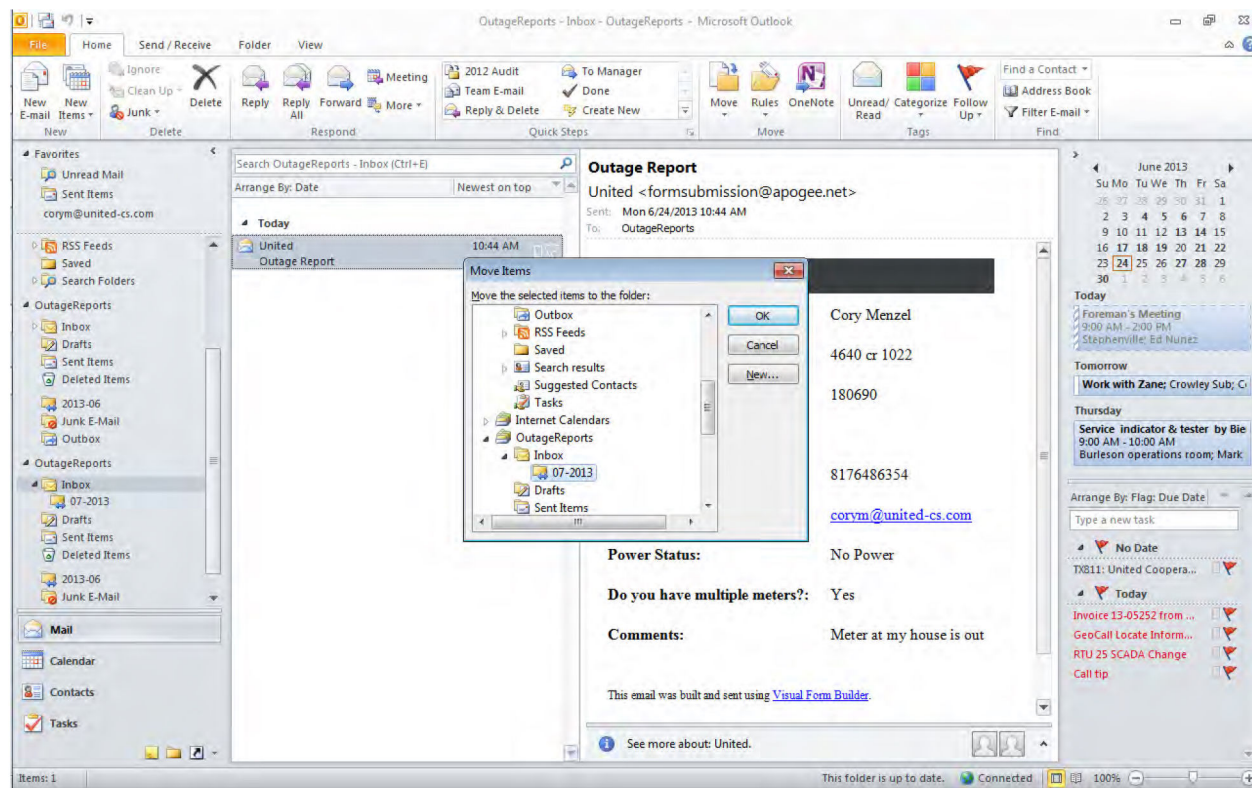 OutageReports - Inbox - OutageReports - Microsoft Outlook
File Home Send / Receive Folder View
New E-mail
New Items
New
Ignore
Clean Up
Junk
Delete
Delete
Reply
Reply All
Forward
Meeting
More
Respond
2012 Audit
Team E-mail
Reply & Delete
To Manager
Done
Create New
Quick Steps
Move
Rules
OneNote
Move
Unread/ Read
Categorize
Follow Up
Tags
Find a Contact
Address Book
Filter E-mail
Find
Favorites
Unread Mail
Sent Items
corym@united-cs.com
RSS Feeds
Saved
Search Folders
OutageReports
Inbox
Drafts
Sent Items
Deleted Items
2013-06
Junk E-Mail
Outbox
OutageReports
Inbox
07-2013
Drafts
Sent Items
Deleted Items
2013-06
Junk E-Mail
Mail
Calendar
Contacts
Tasks
Search OutageReports - Inbox (Ctrl+E)
Arrange By: Date Newest on top
Today
United 10:44 AM
Outage Report
Move Items
Move the selected items to the folder:
Outbox
RSS Feeds
Saved
Search results
Suggested Contacts
Tasks
Internet Calendars
OutageReports
Inbox
07-2013
Drafts
Sent Items
OK
Cancel
New...
Outage Report
United <formsubmission@apogee.net>
Sent: Mon 6/24/2013 10:44 AM
To: OutageReports
Cory Menzel
4640 cr 1022
180690
8176486354
corym@united-cs.com
Power Status: No Power
Do you have multiple meters?: Yes
Comments: Meter at my house is out
This email was built and sent using Visual Form Builder.
See more about: United.
June 2013
Su Mo Tu We Th Fr Sa
26 27 28 29 30 31 1
2 3 4 5 6 7 8
9 10 11 12 13 14 15
16 17 18 19 20 21 22
23 24 25 26 27 28 29
30 1 2 3 4 5 6
Today
Foreman's Meeting
9:00 AM - 2:00 PM
Stephenville; Ed Nunez
Tomorrow
Work with Zane; Crowley Sub;
Thursday
Service indicator & tester by Bie
9:00 AM - 10:00 AM
Burleson operations room; Mark
Arrange By: Flag: Due Date
Type a new task
No Date
TX811: United Coopera...
Today
Invoice 13-05252 from ...
GeoCall Locate Inform...
RTU 25 SCADA Change
Call tip
Items: 1
This folder is up to date. Connected 100%